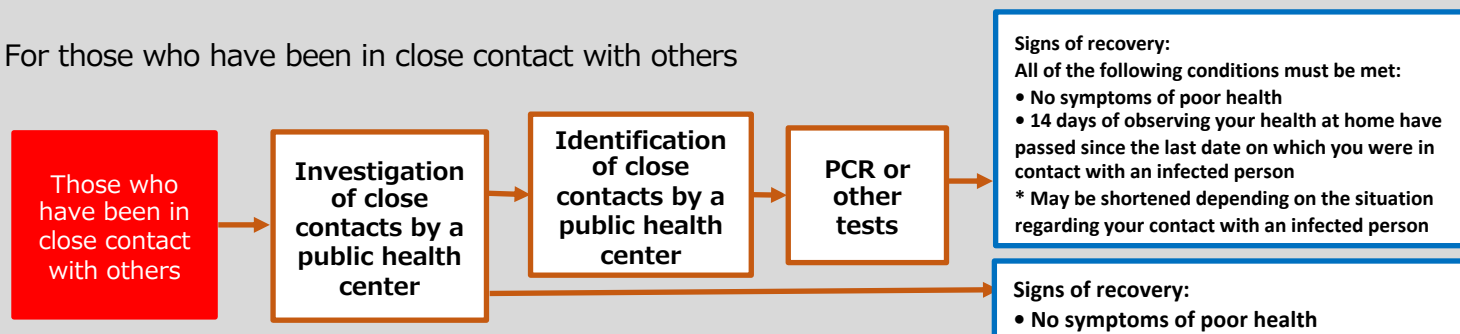 For those who have been in close contact with others
Those who
have been in
close contact
with others
Investigation
of close
contacts by a
public health
center
Identification
of close
contacts by a
public health
center
PCR or
other
tests
Signs of recovery:
All of the following conditions must be met:
• No symptoms of poor health
• 14 days of observing your health at home have
passed since the last date on which you were in
contact with an infected person
* May be shortened depending on the situation
regarding your contact with an infected person
Signs of recovery:
• No symptoms of poor health